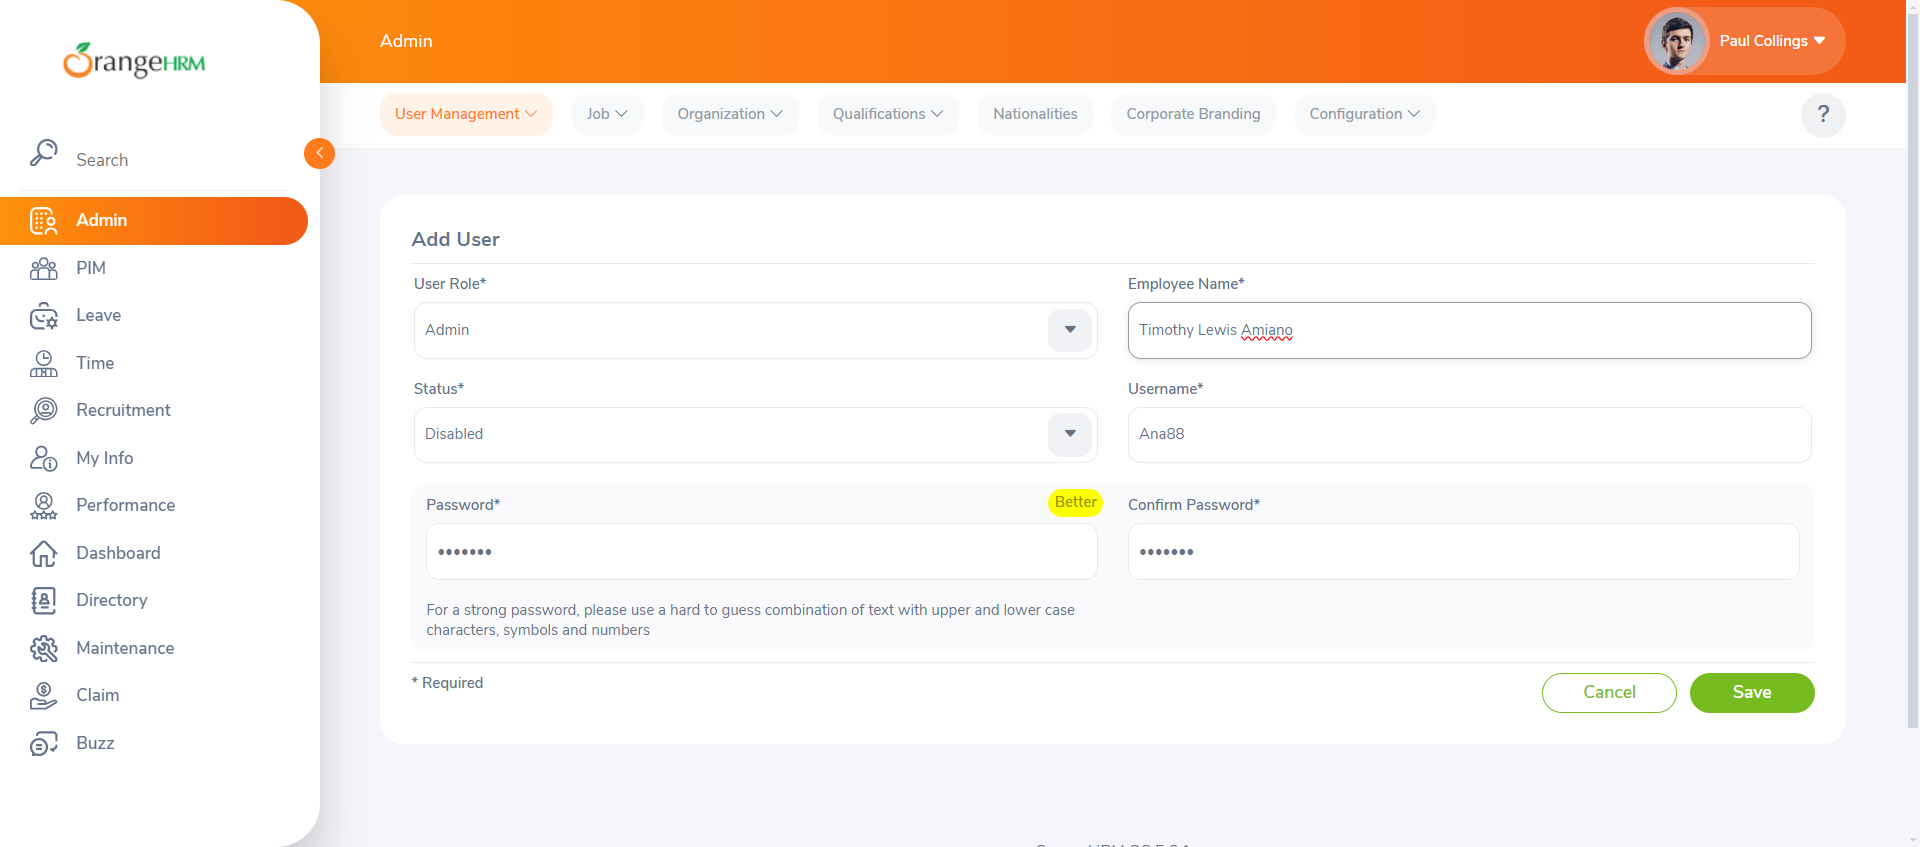 OrangeHRM
Search
Admin
PIM
Leave
Time
Recruitment
My Info
Performance
Dashboard
Directory
Maintenance
Claim
Buzz
Admin
Paul Collings
User Management
Job
Organization
Qualifications
Nationalities
Corporate Branding
Configuration
?
Add User
User Role*
Admin
Employee Name*
Timothy Lewis Amiano
Status*
Disabled
Username*
Ana88
Password*
Better
•••••••
Confirm Password*
•••••••
For a strong password, please use a hard to guess combination of text with upper and lower case
characters, symbols and numbers
* Required
Cancel
Save